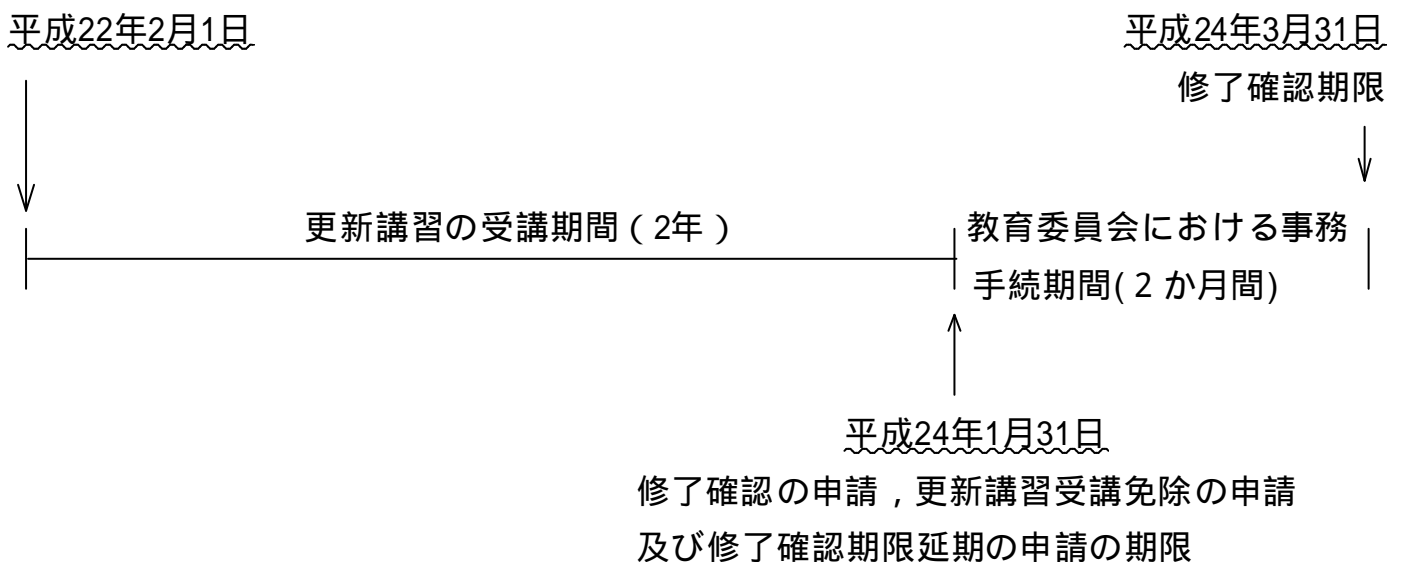 平成22年2月1日
平成24年3月31日
修了確認期限
更新講習の受講期間(2年)
教育委員会における事務
手続期間(2か月間)
平成24年1月31日
修了確認の申請,更新講習受講免除の申請
及び修了確認期限延期の申請の期限